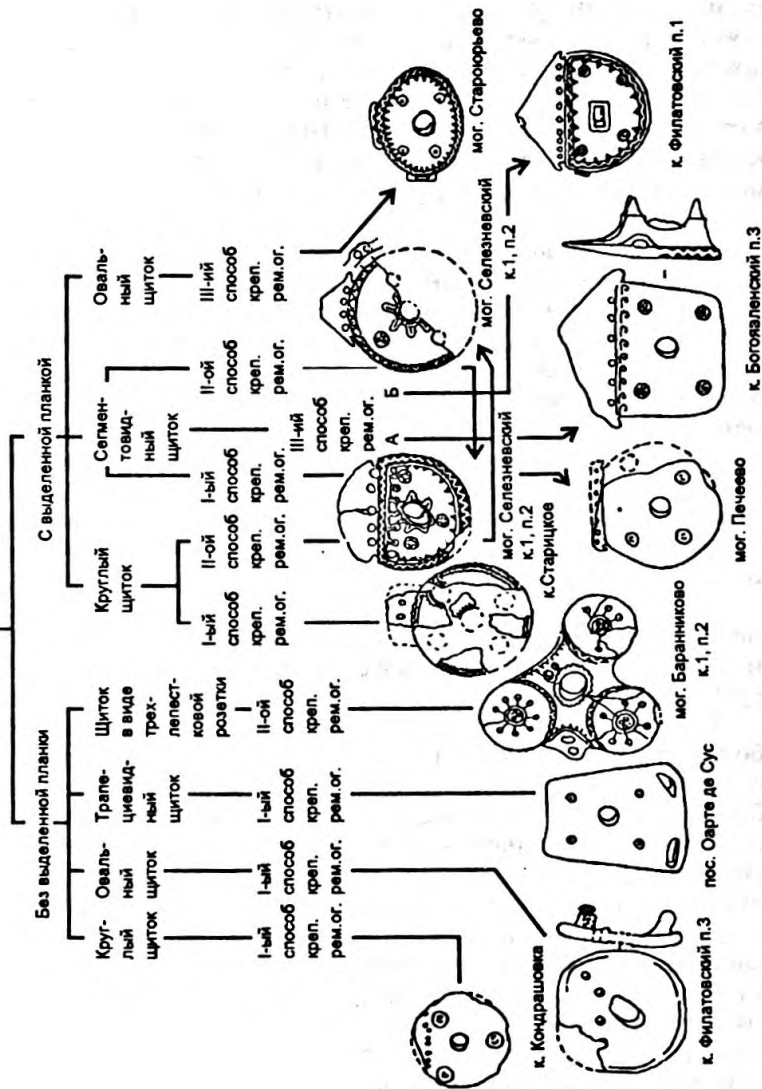 Без выделенной планки
С выделенной планкой
Круг-
лый
щиток
Оваль-
ный
щиток
Трапе-
циевид-
ный
щиток
Щиток
в виде
трех-
лепест-
ковой
розетки
Круглый
щиток
Сегмен-
товид-
ный
щиток
Оваль-
ный
щиток
I-ый
способ
креп.
рем.ог.
I-ый
способ
креп.
рем.ог.
I-ый
способ
креп.
рем.ог.
II-ой
способ
креп.
рем.ог.
I-ый
способ
креп.
рем.ог.
II-ой
способ
креп.
рем.ог.
I-ый
способ
креп.
рем.ог.
III-ий
способ
креп.
рем.ог.
А
Б
II-ой
способ
креп.
рем.ог.
III-ий
способ
креп.
рем.ог.
к. Кондрашовка
к. Филатовский п.3
пос. Оарте де Сус
мог. Баранниково
к.1, п.2
мог. Селезневский
к.1, п.2
к.Старицкое
мог. Печеево
к. Богоявленский п.3
мог. Селезневский
к.1, п.2
к. Филатовский п.1
мог. Староюрьево